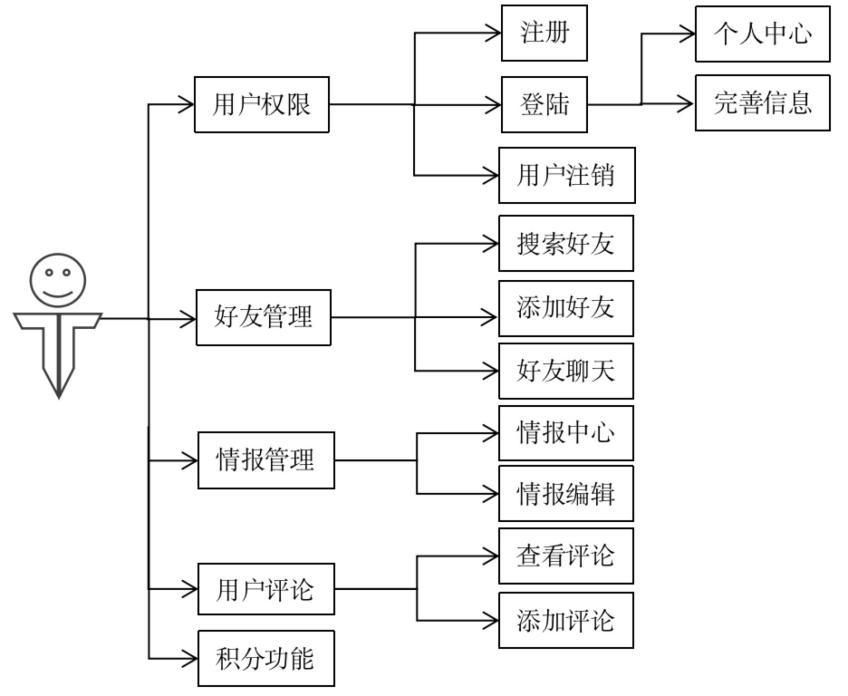 注册
个人中心
用户权限
登陆
完善信息
用户注销
搜索好友
好友管理
添加好友
好友聊天
情报中心
情报管理
情报编辑
查看评论
用户评论
添加评论
积分功能